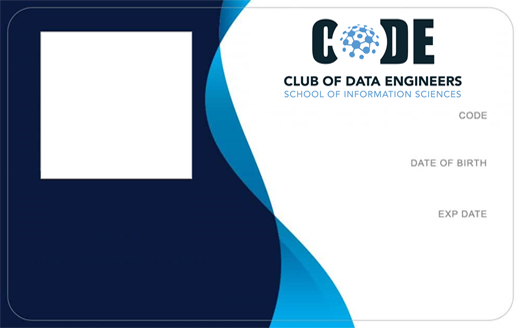 CODE
CLUB OF DATA ENGINEERS
SCHOOL OF INFORMATION SCIENCES
CODE
DATE OF BIRTH
EXP DATE